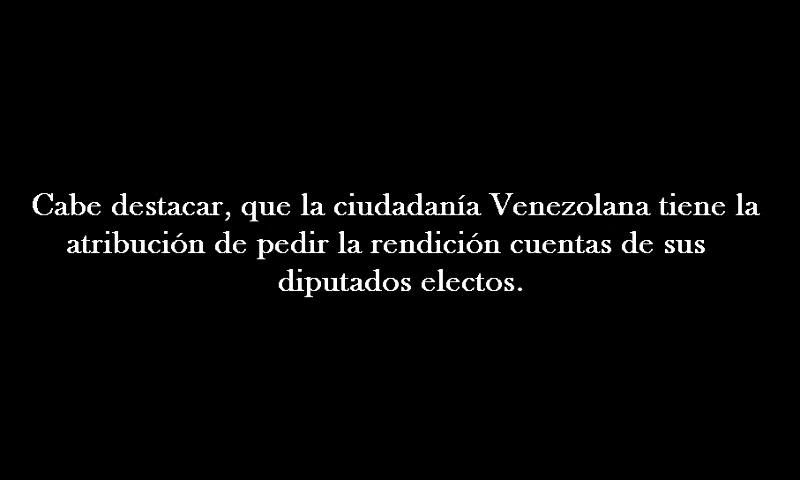 Cabe destacar, que la ciudadanía Venezolana tiene la
atribución de pedir la rendición cuentas de sus
diputados electos.